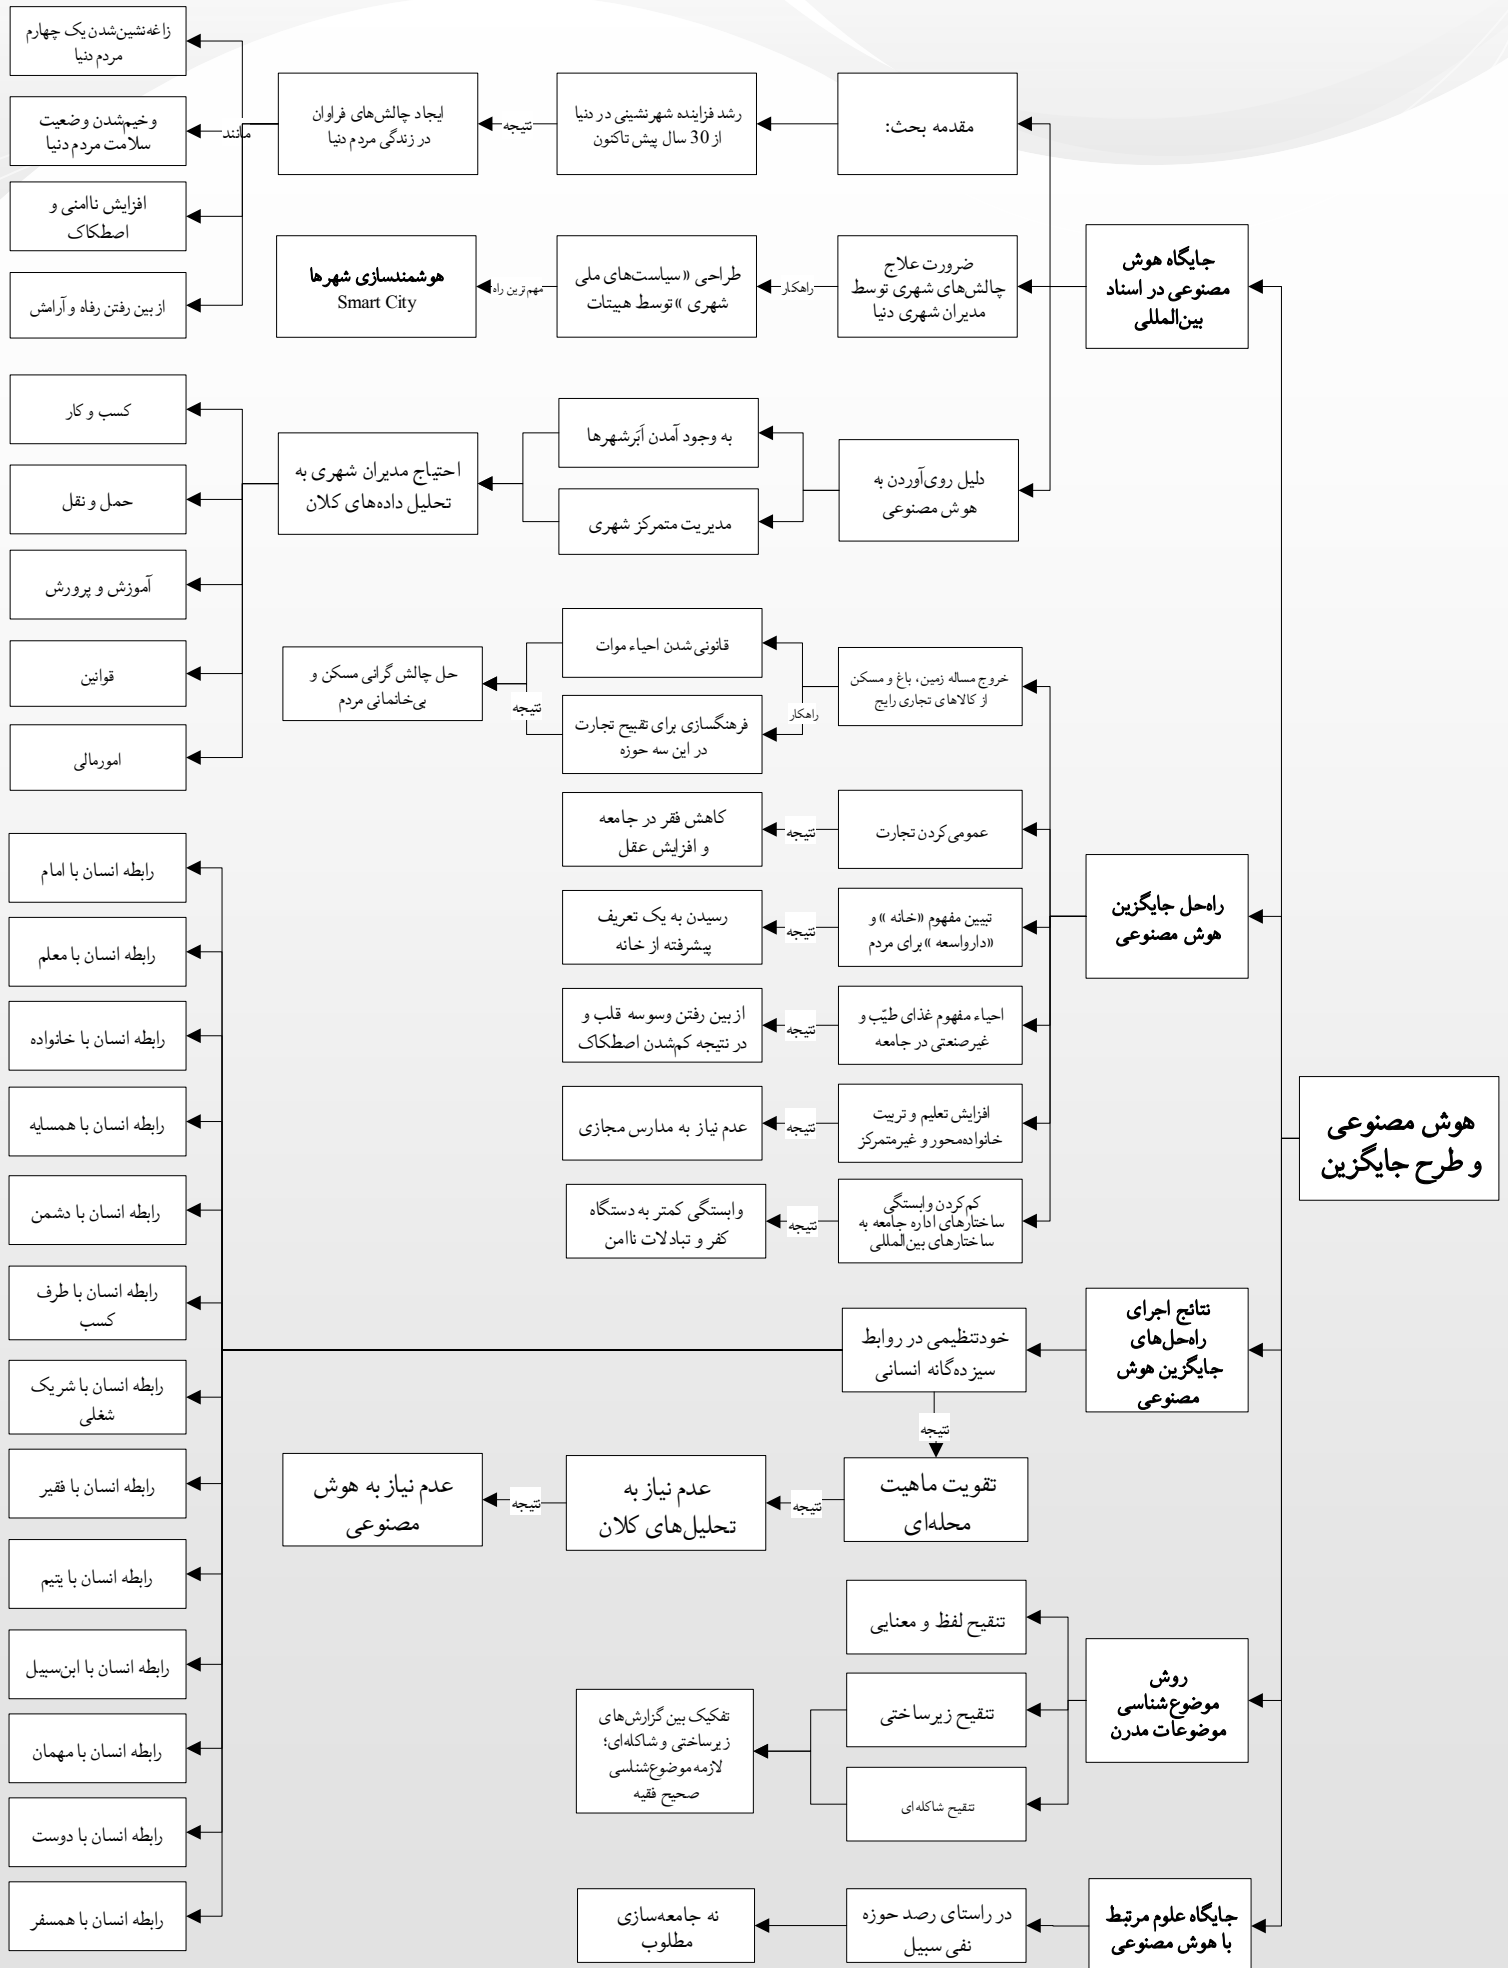 هوش مصنوعی
و طرح جایگزین
جایگاه هوش
مصنوعی در اسناد
بین‌المللی
مقدمه بحث:
رشد فزاینده شهرنشینی در دنیا
از 30 سال پیش تاکنون
نتیجه
ایجاد چالش‌های فراوان
در زندگی مردم دنیا
مانند
زاغه‌نشین‌شدن یک چهارم
مردم دنیا
وخیم‌شدن وضعیت
سلامت مردم دنیا
افزایش ناامنی و
اصطکاک
ازبین رفتن رفاه و آرامش
ضرورت علاج
چالش‌های شهری توسط
مدیران شهری دنیا
راهکار
طراحی «سیاست‌های ملی
شهری» توسط هبیتات
مهم‌ترین راه
هوشمندسازی شهرها
Smart City
دلیل روی‌آوردن به
هوش مصنوعی
به وجود آمدن اَبَرشهرها
مدیریت متمرکز شهری
احتیاج مدیران شهری به
تحلیل داده‌های کلان
کسب و کار
حمل و نقل
آموزش و پرورش
قوانین
امورمالی
راه‌حل جایگزین
هوش مصنوعی
خروج مساله زمین، باغ و مسکن
از کالاهای تجاری رایج
راهکار
قانونی شدن احیاء موات
فرهنگسازی برای تقبیح تجارت
در این سه حوزه
نتیجه
حل چالش گرانی مسکن و
بی‌خانمانی مردم
عمومی‌کردن تجارت
نتیجه
کاهش فقر در جامعه
و افزایش عقل
تبیین مفهوم «خانه» و
«دارواسعه» برای مردم
نتیجه
رسیدن به یک تعریف
پیشرفته از خانه
احیاء مفهوم غذای طیّب و
غیرصنعتی در جامعه
نتیجه
ازبین رفتن وسوسه قلب و
در نتیجه کم‌شدن اصطکاک
افزایش تعلیم و تربیت
خانواده‌محور و غیرمتمرکز
نتیجه
عدم نیاز به مدارس مجازی
کم‌کردن وابستگی
ساختارهای اداره جامعه به
ساختارهای بین‌المللی
نتیجه
وابستگی کمتر به دستگاه
کفر و تبادلات ناامن
نتائج اجرای
راه‌حل‌های
جایگزین هوش
مصنوعی
خودتنظیمی در روابط
سیزده‌گانه انسانی
رابطه انسان با امام
رابطه انسان با معلم
رابطه انسان با خانواده
رابطه انسان با همسایه
رابطه انسان با دشمن
رابطه انسان با طرف
کسب
رابطه انسان با شریک
شغلی
رابطه انسان با فقیر
رابطه انسان با یتیم
رابطه انسان با ابن‌سبیل
رابطه انسان با مهمان
رابطه انسان با دوست
رابطه انسان با همسفر
نتیجه
تقویت ماهیت
محله‌ای
نتیجه
عدم نیاز به
تحلیل‌های کلان
نتیجه
عدم نیاز به هوش
مصنوعی
روش
موضوع‌شناسی
موضوعات مدرن
تنقیح لفظ و معنایی
تنقیح زیرساختی
تنقیح شاکله‌ای
تفکیک بین گزارش‌های
زیرساختی و شاکله‌ای؛
لازمه موضوع‌شنلسی
صحیح فقیه
جایگاه علوم مرتبط
با هوش مصنوعی
در راستای رصد حوزه
نفی سبیل
نه جامعه‌سازی
مطلوب